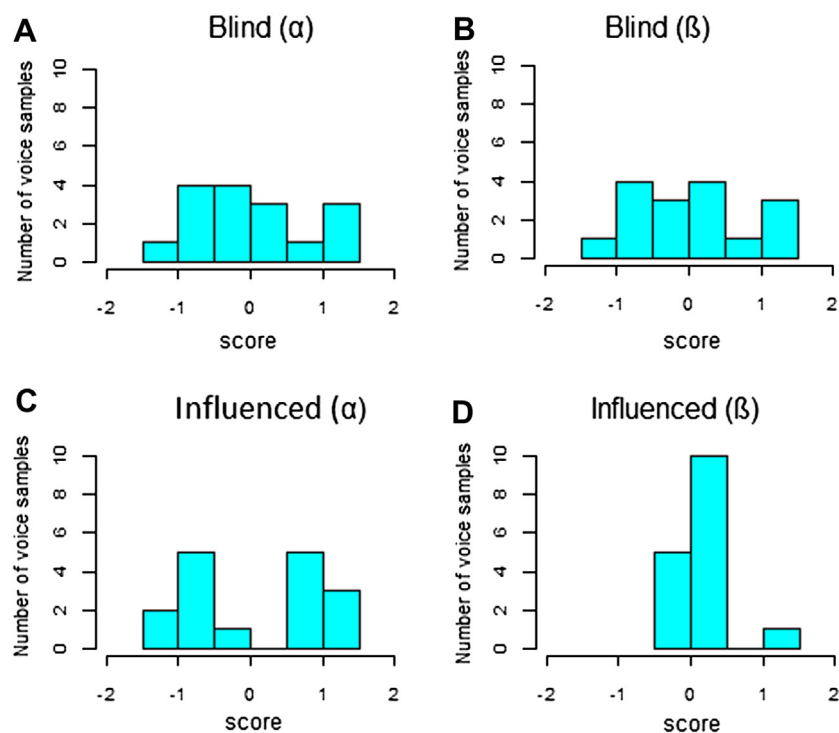 A
Blind (α)
Number of voice samples
10
8
6
4
2
0
-2 -1 0 1 2
score
B
Blind (ß)
Number of voice samples
10
8
6
4
2
0
-2 -1 0 1 2
score
C
Influenced (α)
Number of voice samples
10
8
6
4
2
0
-2 -1 0 1 2
score
D
Influenced (ß)
Number of voice samples
10
8
6
4
2
0
-2 -1 0 1 2
score